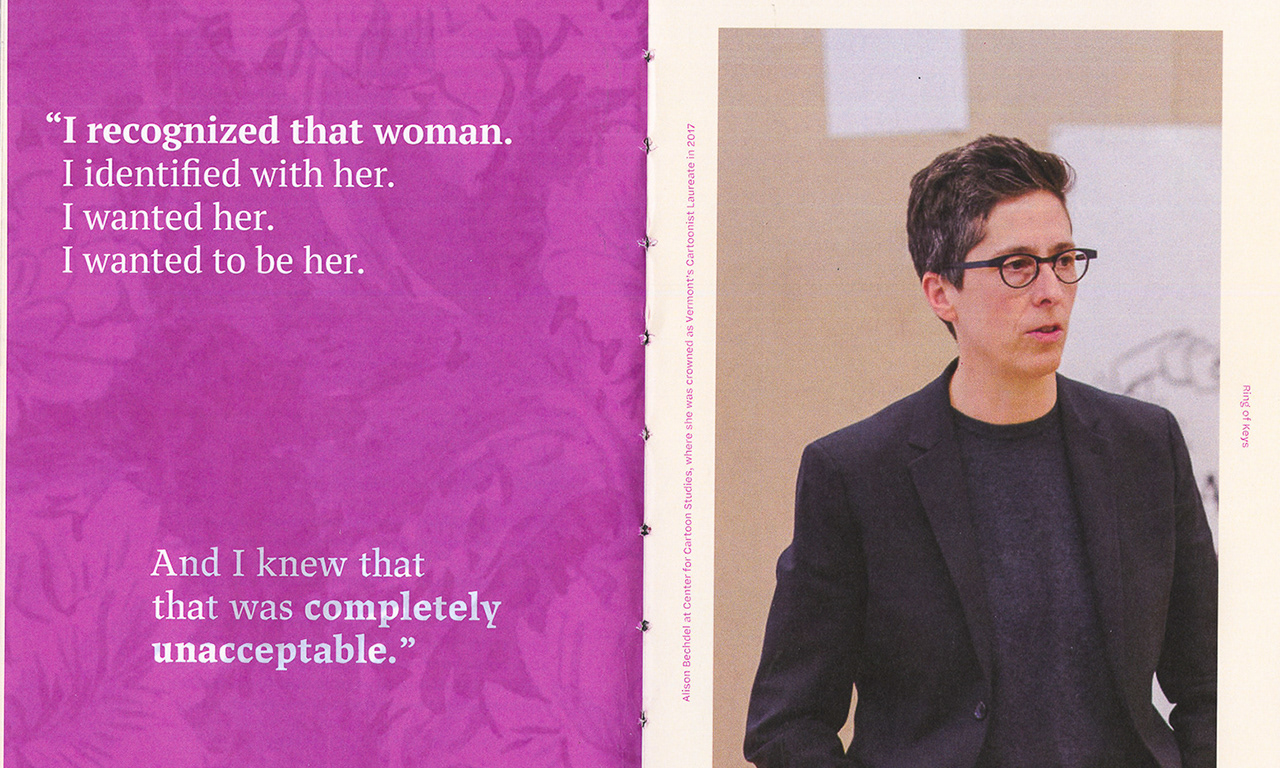 “I recognized that woman.
I identified with her.
I wanted her.
I wanted to be her.
And I knew that
that was completely
unacceptable.”
Alison Bechdel at Center for Cartoon Studies, where she was crowned as Vermont's Cartoonist Laureate in 2017
Ring of Keys